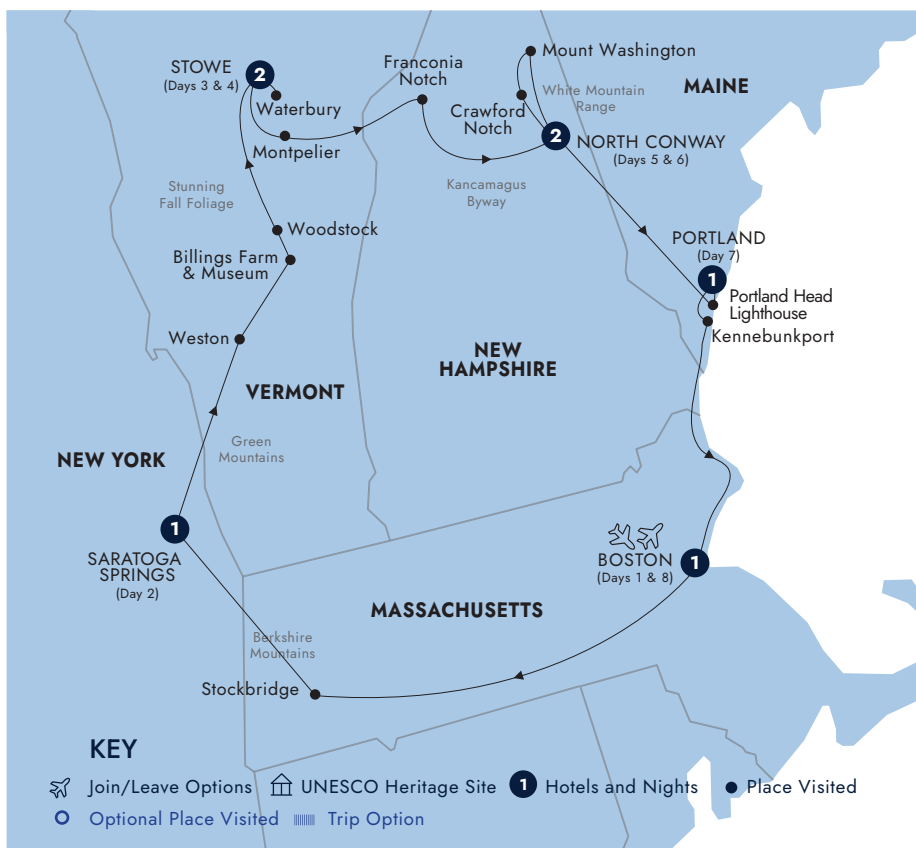 Mount Washington
Franconia
Notch
STOWE
(Days 3 & 4)
2
MAINE
Waterbury
White Mountain
Range
Crawford
Notch
2
NORTH CONWAY
(Days 5 & 6)
Montpelier
Stunning
Fall Foliage
Kancamagus
Byway
Woodstock
PORTLAND
(Day 7)
Billings Farm
& Museum
1
Portland Head
Lighthouse
Kennebunkport
Weston
NEW
HAMPSHIRE
VERMONT
Green
Mountains
NEW YORK
1
SARATOGA
SPRINGS
(Day 2)
BOSTON
(Days 1 & 8)
1
MASSACHUSETTS
Berkshire
Mountains
Stockbridge
KEY
Join/Leave Options
UNESCO Heritage Site
1 Hotels and Nights
Place Visited
Optional Place Visited
Trip Option